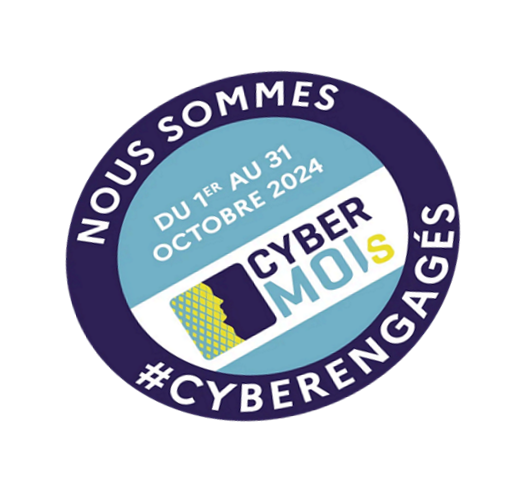 NOUS SOMMES
DU 1ER AU 31
OCTOBRE 2024
CYBER
MOIs
#CYBERENGAGÉS